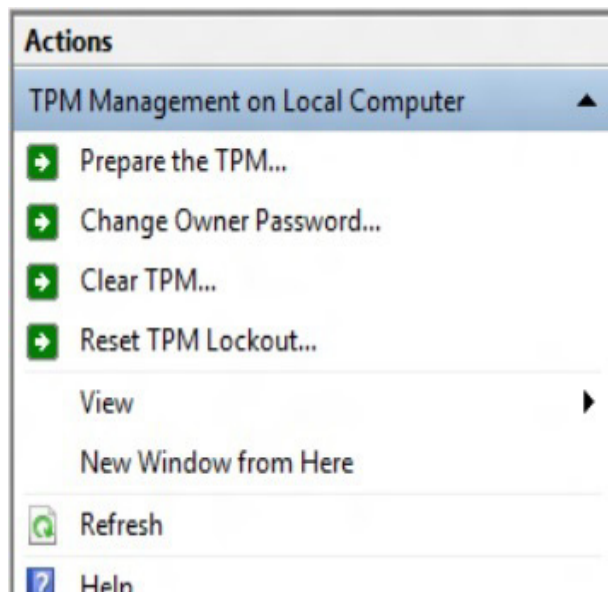 Actions
TPM Management on Local Computer
Prepare the TPM...
Change Owner Password...
Clear TPM...
Reset TPM Lockout...
View
New Window from Here
Refresh
Help